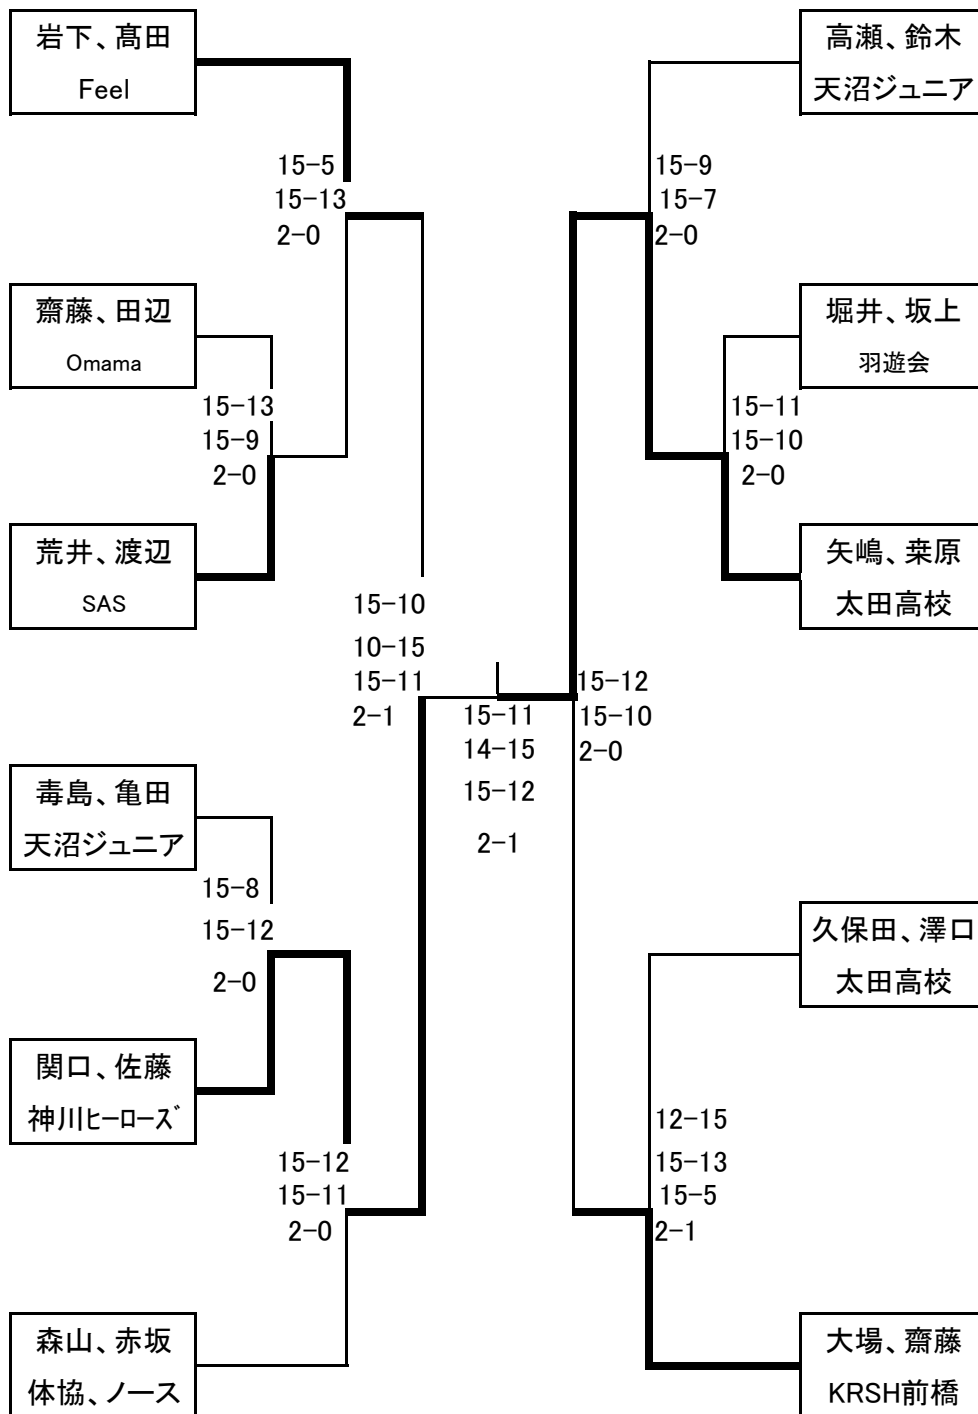 岩下、髙田
Feel
高瀬、鈴木
天沼ジュニア
15-5
15-13
2-0
15-9
15-7
2-0
齋藤、田辺
Omama
堀井、坂上
羽遊会
15-13
15-9
2-0
15-11
15-10
2-0
荒井、渡辺
SAS
矢嶋、桒原
太田高校
15-10
10-15
15-11
2-1
15-11
14-15
15-12
2-1
15-12
15-10
2-0
毒島、亀田
天沼ジュニア
15-8
15-12
2-0
久保田、澤口
太田高校
関口、佐藤
神川ﾋｰﾛｰｽﾞ
15-12
15-11
2-0
12-15
15-13
15-5
2-1
森山、赤坂
体協、ノース
大場、齋藤
KRSH前橋